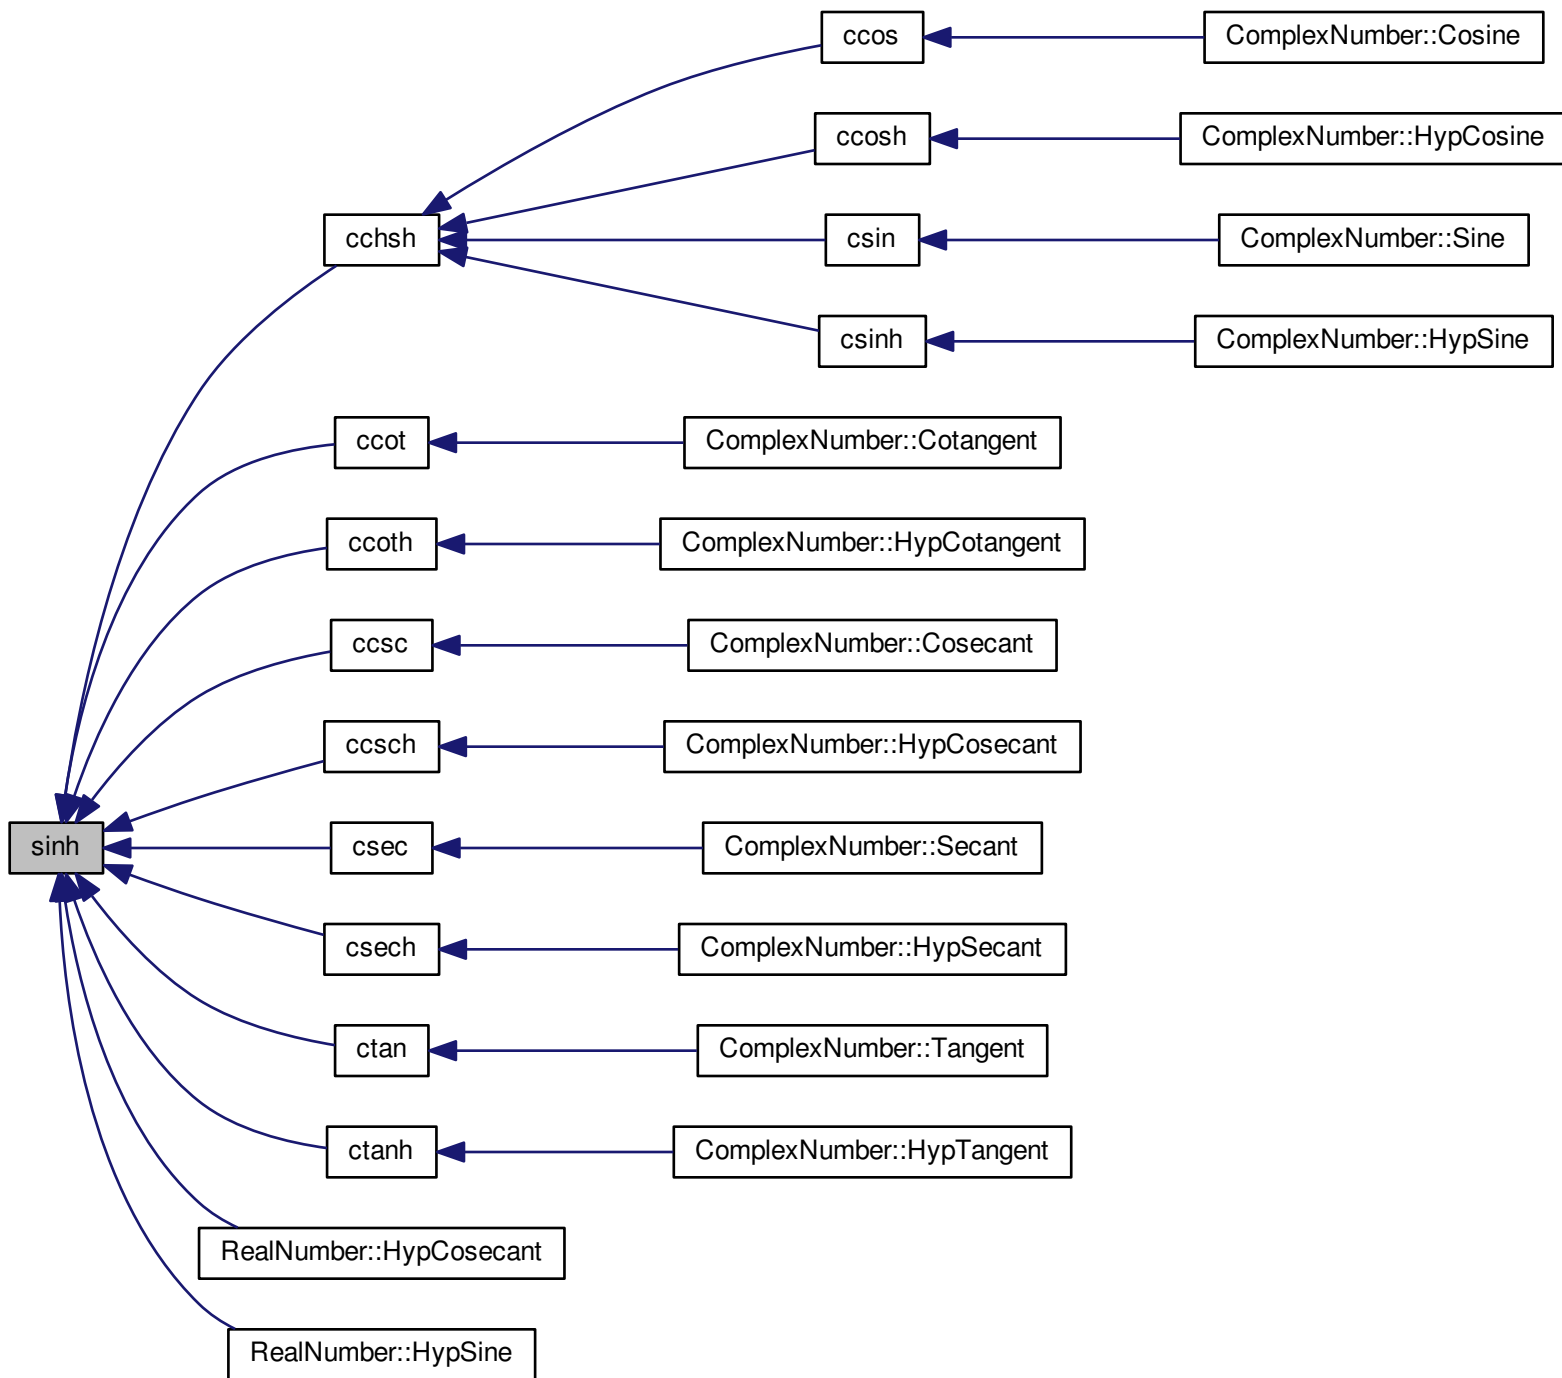 ccos
ComplexNumber::Cosine
ccosh
ComplexNumber::HypCosine
cchsh
csin
ComplexNumber::Sine
csinh
ComplexNumber::HypSine
ccot
ComplexNumber::Cotangent
ccoth
ComplexNumber::HypCotangent
ccsc
ComplexNumber::Cosecant
ccsch
ComplexNumber::HypCosecant
sinh
csec
ComplexNumber::Secant
csech
ComplexNumber::HypSecant
ctan
ComplexNumber::Tangent
ctanh
ComplexNumber::HypTangent
RealNumber::HypCosecant
RealNumber::HypSine